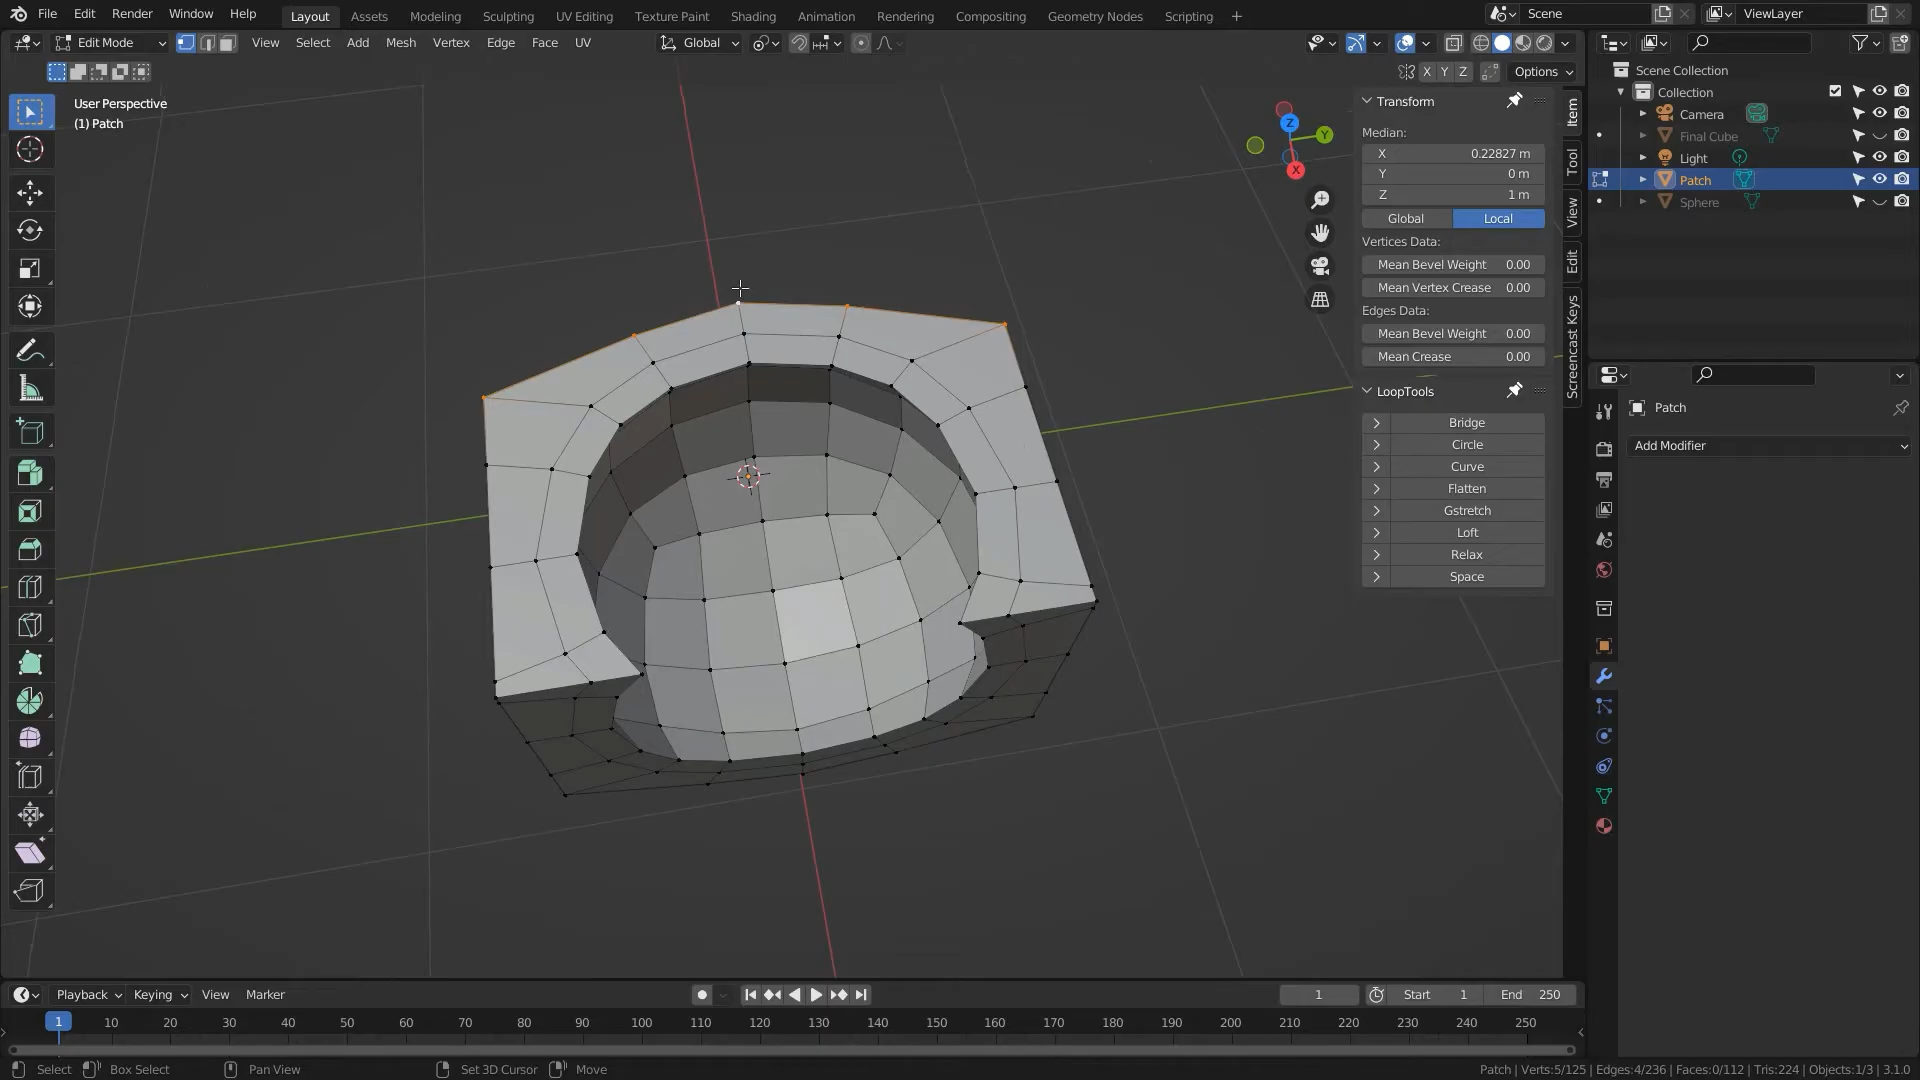 File Edit Render Window Help Layout Assets Modeling Sculpting UV Editing Texture Paint Shading Animation Rendering Compositing Geometry Nodes Scripting + Scene ViewLayer
Edit Mode View Select Add Mesh Vertex Edge Face UV Global
X Y Z Options
User Perspective
(1) Patch
Z
Y
X
Transform
Median:
X 0.22827 m
Y 0 m
Z 1 m
Global Local
Vertices Data:
Mean Bevel Weight 0.00
Mean Vertex Crease 0.00
Edges Data:
Mean Bevel Weight 0.00
Mean Crease 0.00
LoopTools
Bridge
Circle
Curve
Flatten
Gstretch
Loft
Relax
Space
Item
Tool
View
Edit
Screencast Keys
Scene Collection
Collection
Camera
Final Cube
Light
Patch
Sphere
Patch
Add Modifier
Playback Keying View Marker 1 Start 1 End 250
1 10 20 30 40 50 60 70 80 90 100 110 120 130 140 150 160 170 180 190 200 210 220 230 240 250
Select Box Select Pan View Set 3D Cursor Move Patch | Verts:5/125 | Edges:4/236 | Faces:0/112 | Tris:224 | Objects:1/3 | 3.1.0